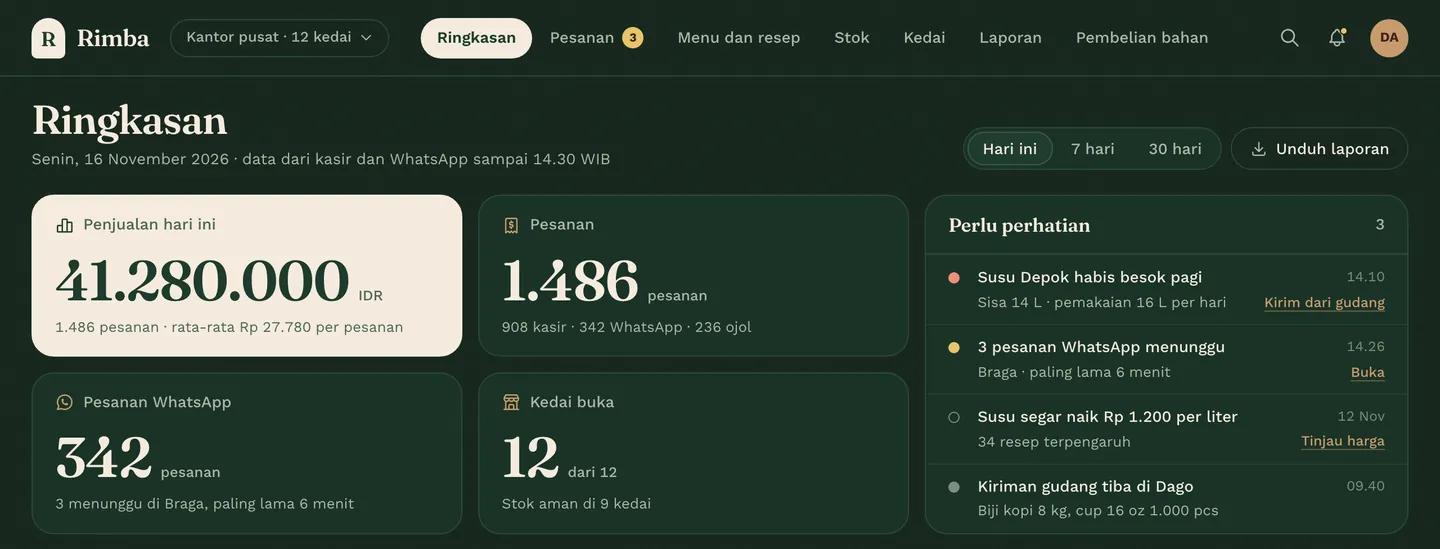 R Rimba
Kantor pusat · 12 kedai
Ringkasan
Pesanan 3
Menu dan resep
Stok
Kedai
Laporan
Pembelian bahan
DA
Ringkasan
Senin, 16 November 2026 · data dari kasir dan WhatsApp sampai 14.30 WIB
Hari ini
7 hari
30 hari
Unduh laporan
Penjualan hari ini
41.280.000 IDR
1.486 pesanan · rata-rata Rp 27.780 per pesanan
Pesanan
1.486 pesanan
908 kasir · 342 WhatsApp · 236 ojol
Pesanan WhatsApp
342 pesanan
3 menunggu di Braga, paling lama 6 menit
Kedai buka
12 dari 12
Stok aman di 9 kedai
Perlu perhatian 3
Susu Depok habis besok pagi 14.10
Sisa 14 L · pemakaian 16 L per hari Kirim dari gudang
3 pesanan WhatsApp menunggu 14.26
Braga · paling lama 6 menit Buka
Susu segar naik Rp 1.200 per liter 12 Nov
34 resep terpengaruh Tinjau harga
Kiriman gudang tiba di Dago 09.40
Biji kopi 8 kg, cup 16 oz 1.000 pcs